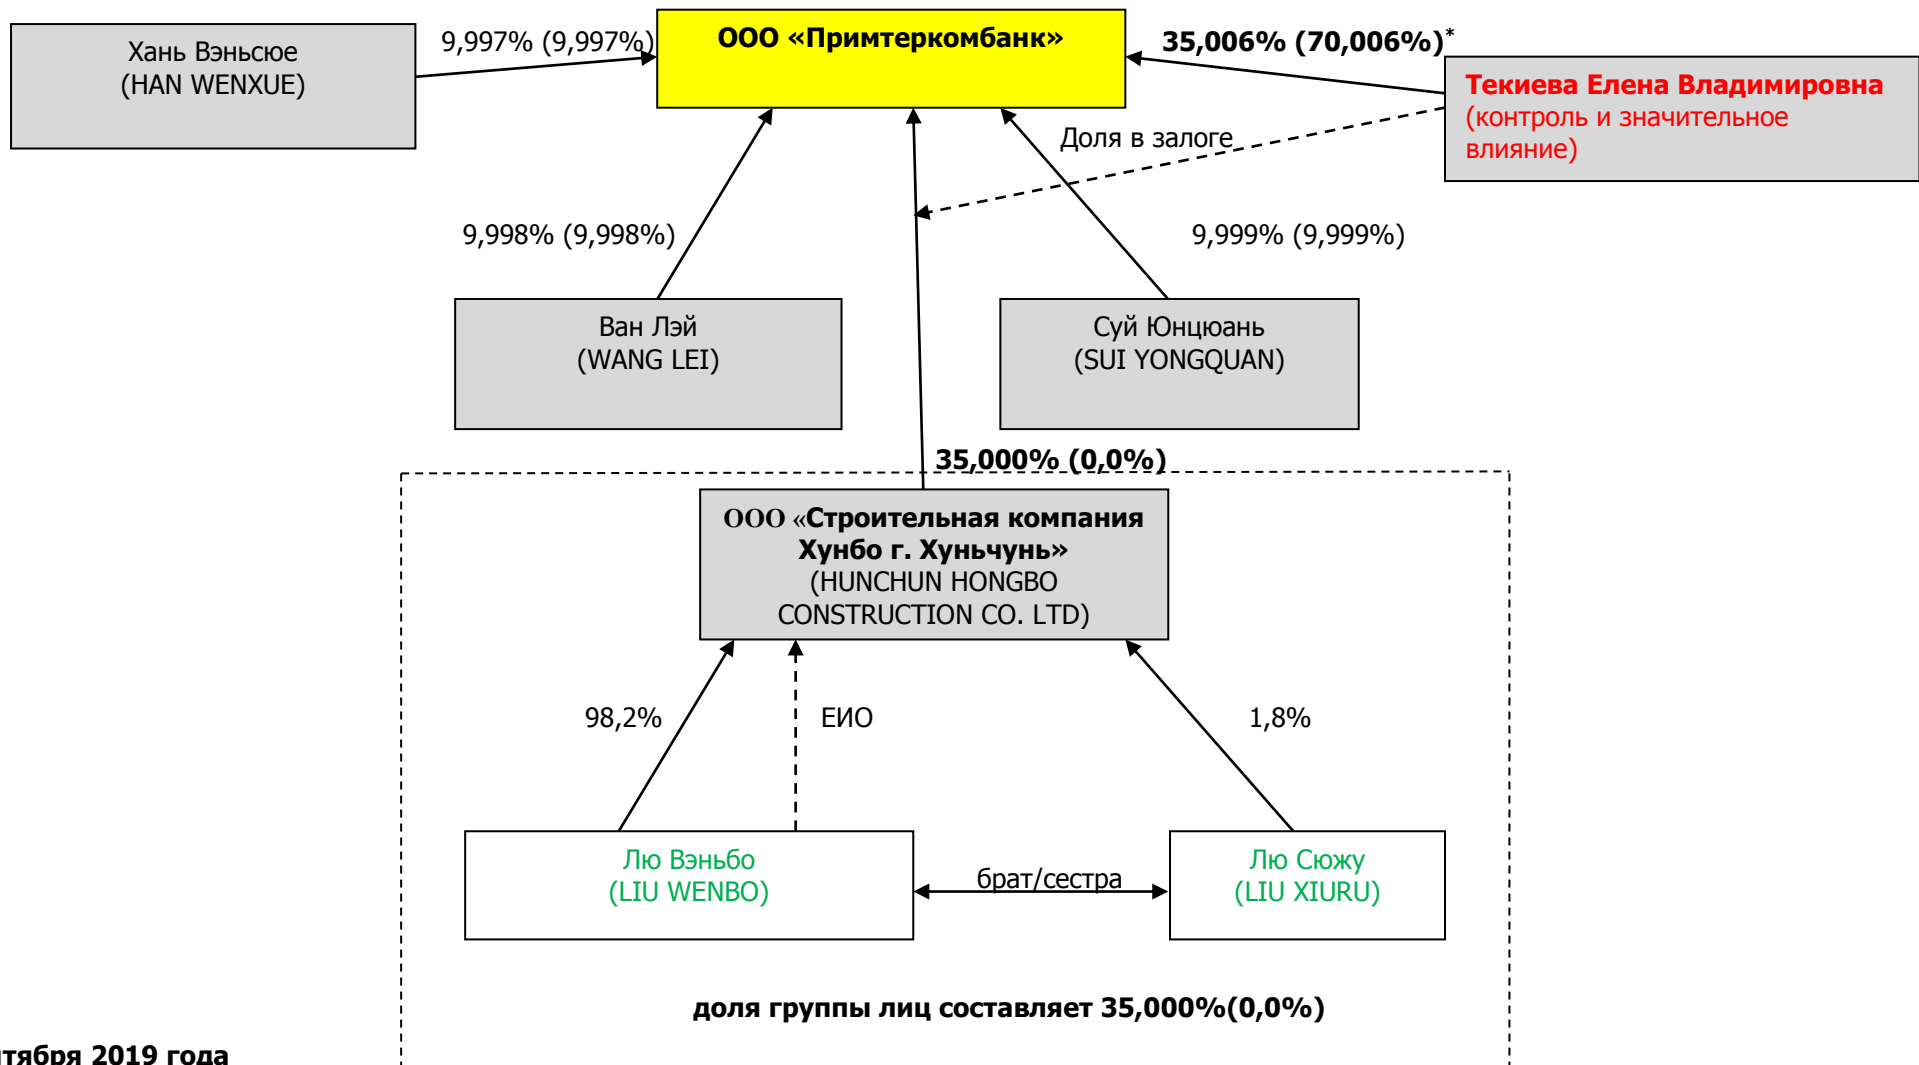 ООО «Примтеркомбанк»
9,997% (9,997%)
35,006% (70,006%)*
Хань Вэньсюе
(HAN WENXUE)
Текиева Елена Владимировна
(контроль и значительное
влияние)
Доля в залоге
9,998% (9,998%)
9,999% (9,999%)
Ван Лэй
(WANG LEI)
Суй Юнцюань
(SUI YONGQUAN)
35,000% (0,0%)
ООО «Строительная компания
Хунбо г. Хуньчунь»
(HUNCHUN HONGBO
CONSTRUCTION CO. LTD)
98,2%
ЕИО
1,8%
Лю Вэньбо
(LIU WENBO)
брат/сестра
Лю Сюжу
(LIU XIURU)
доля группы лиц составляет 35,000%(0,0%)
2019 года